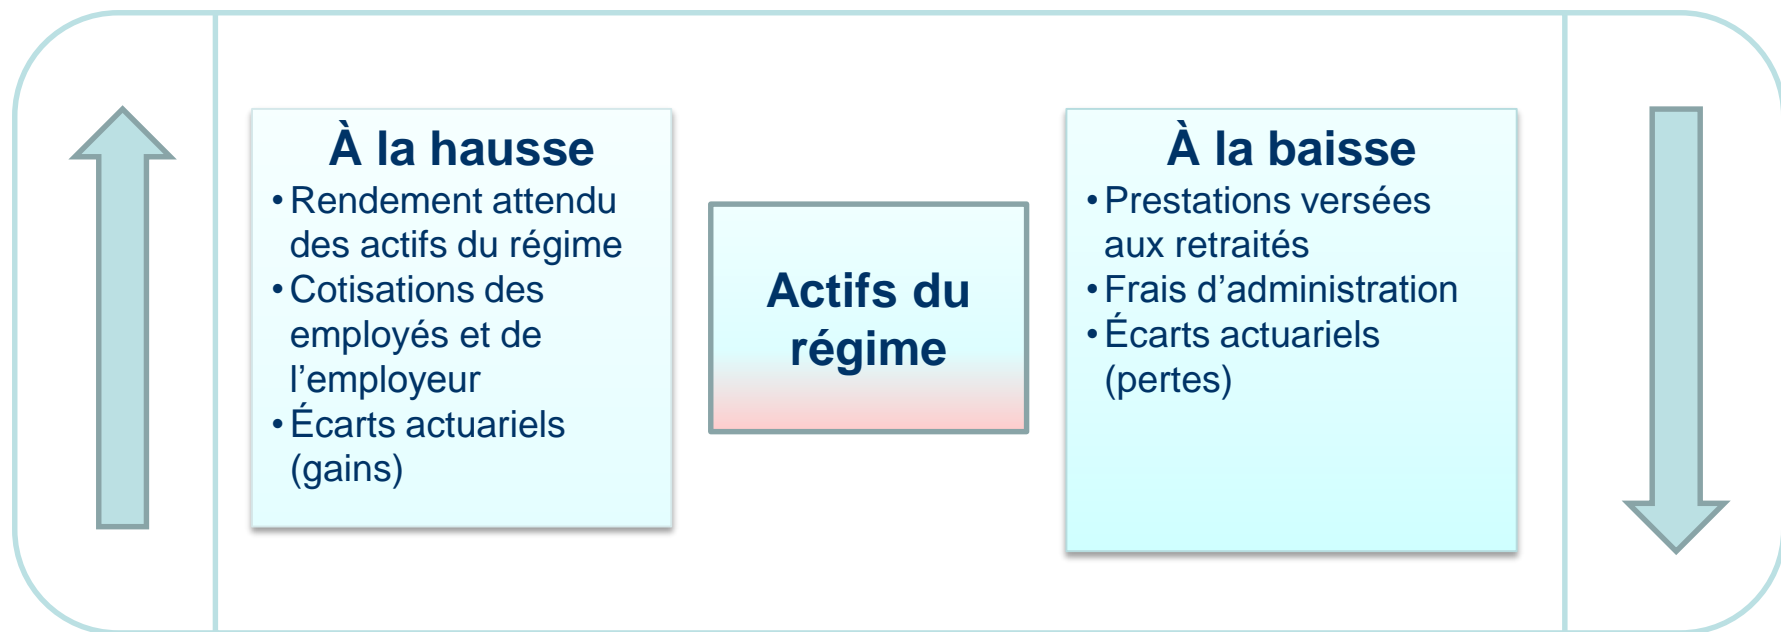 À la hausse
• Rendement attendu
des actifs du régime
• Cotisations des
employés et de
l’employeur
• Écarts actuariels
(gains)
Actifs du
régime
À la baisse
• Prestations versées
aux retraités
• Frais d’administration
• Écarts actuariels
(pertes)